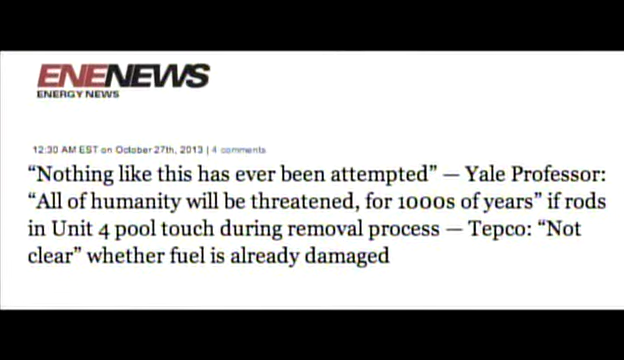 ENENEWS
ENERGY NEWS
12:30 AM EST on October 27th, 2013 | 4 comments
“Nothing like this has ever been attempted” — Yale Professor:
“All of humanity will be threatened, for 1000s of years” if rods
in Unit 4 pool touch during removal process — Tepco: “Not
clear” whether fuel is already damaged